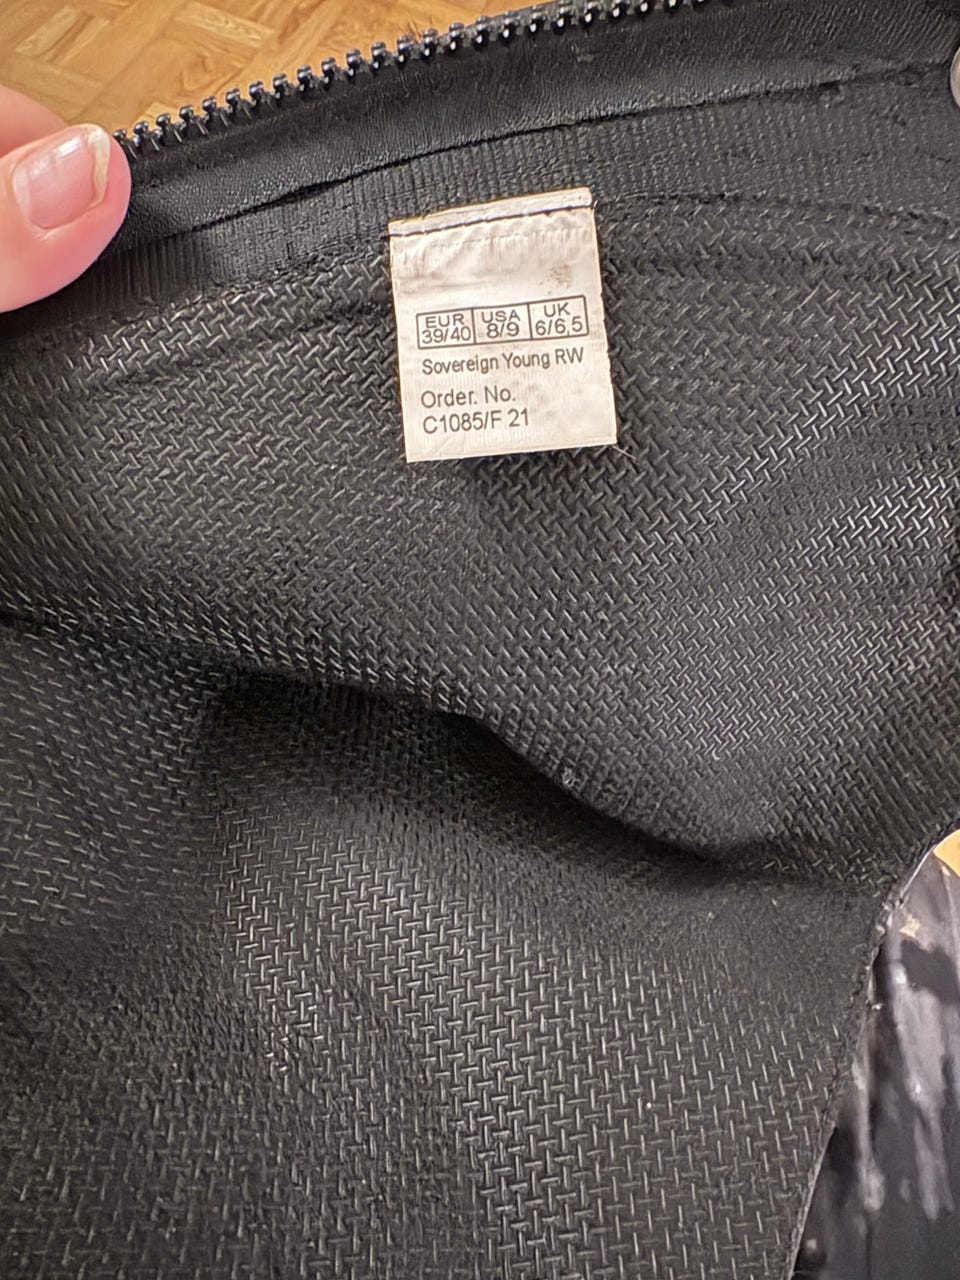 EUR USA UK
39/40 8/9 6/6,5
Sovereign Young RW
Order. No.
C1085/F 21